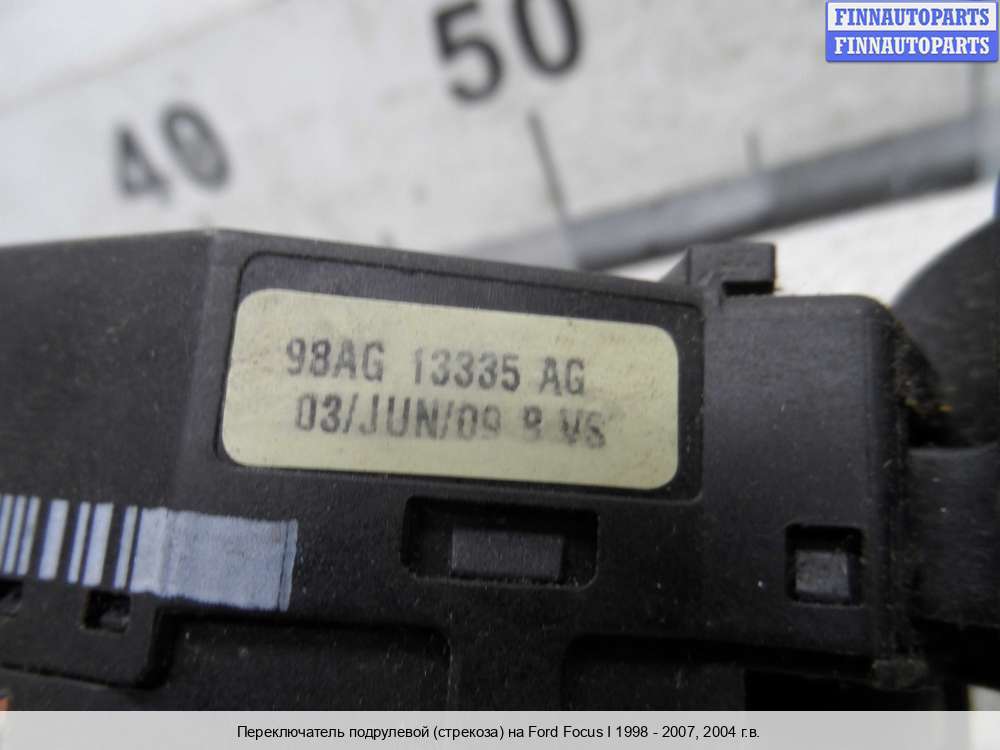 FINNAUTOPARTS
FINNAUTOPARTS
50
40
98AG 13335 AG
03/JUN/09 B VS
Переключатель подрулевой (стрекоза) на Ford Focus I 1998 - 2007, 2004 г.в.